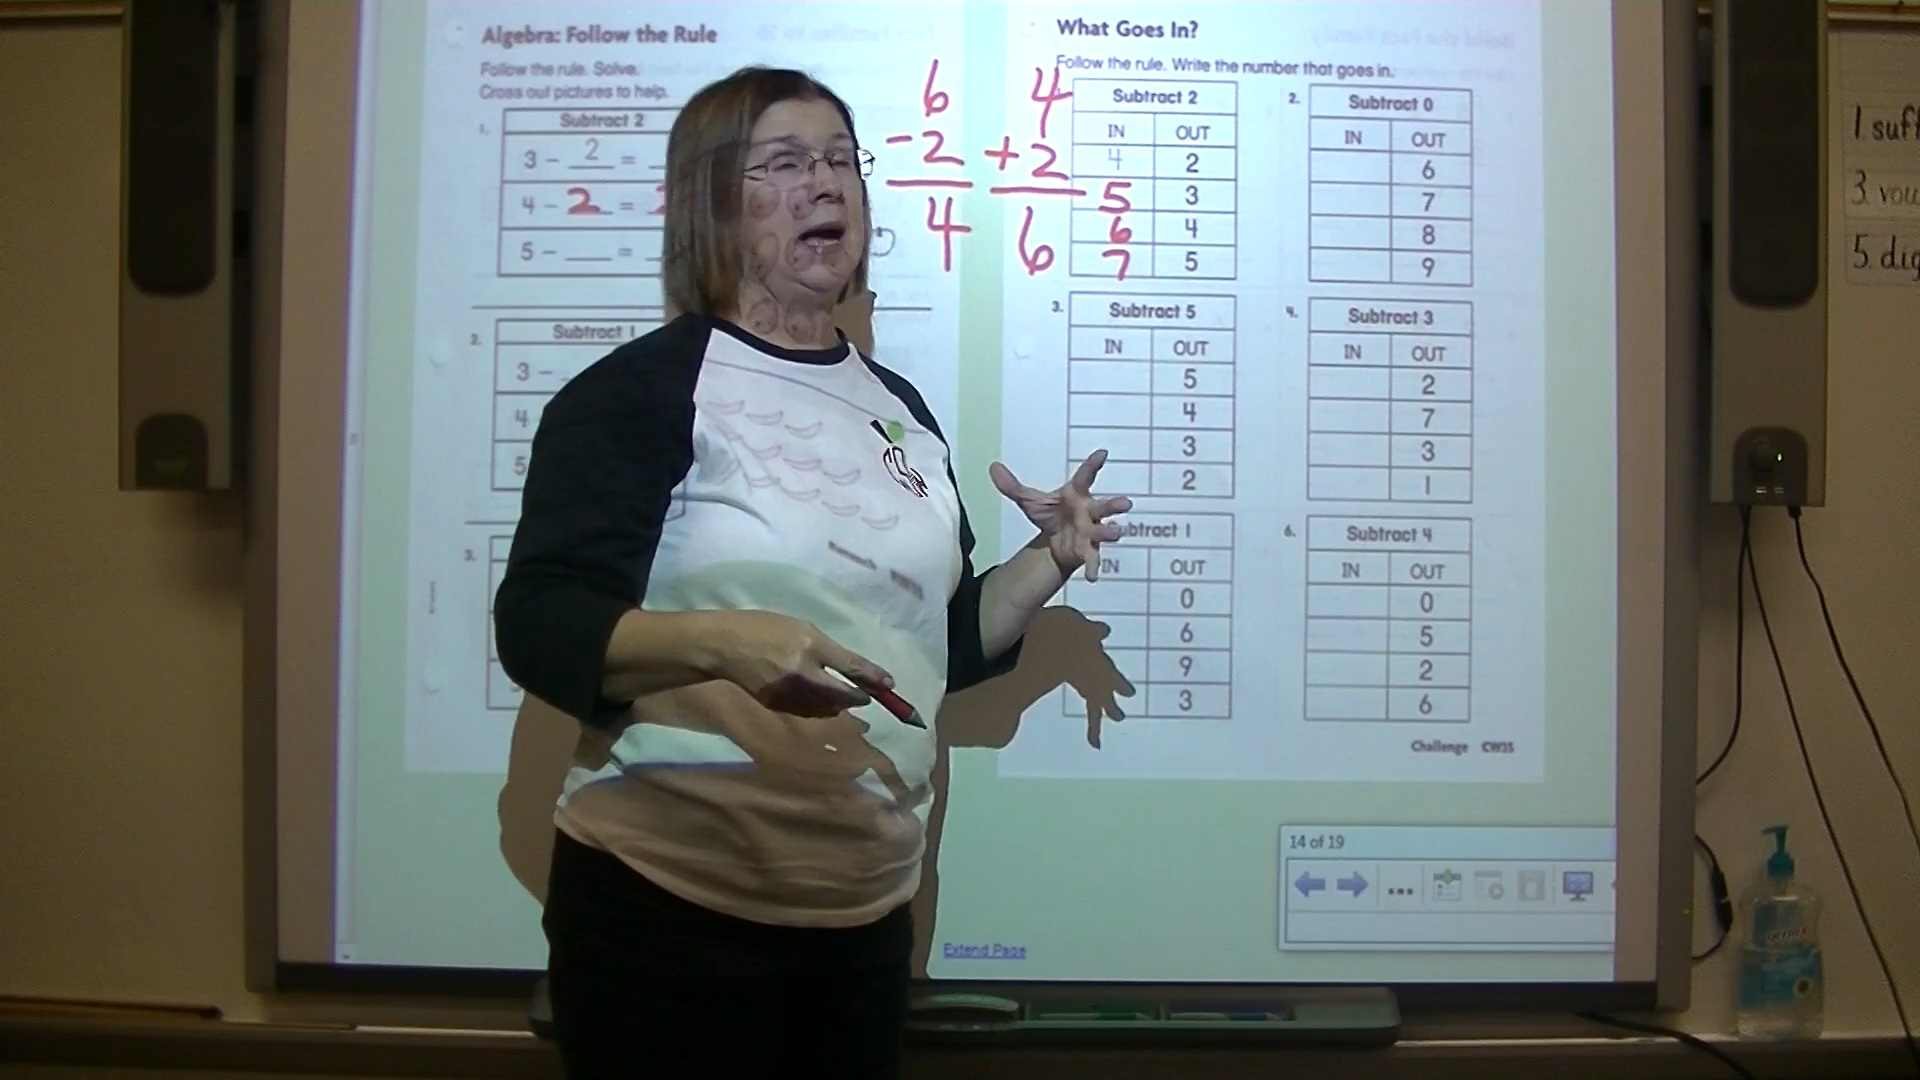 Algebra: Follow the Rule
Follow the rule. Solve.
Cross out pictures to help.
1.
Subtract 2
3 - 2 =
4 - 2 = 2
5 - ___ =
2.
Subtract 1
3 -
4
5
3.
6
-2
4
4
+2
6
What Goes In?
Follow the rule. Write the number that goes in.
Subtract 2
IN OUT
4 2
5 3
6 4
7 5
2.
Subtract 0
IN OUT
6
7
8
9
3.
Subtract 5
IN OUT
5
4
3
2
4.
Subtract 3
IN OUT
2
7
3
1
Subtract 1
IN OUT
0
6
9
3
6.
Subtract 4
IN OUT
0
5
2
6
Challenge CW35
14 of 19
Extend Page
1. suff
3. vow
5. dig